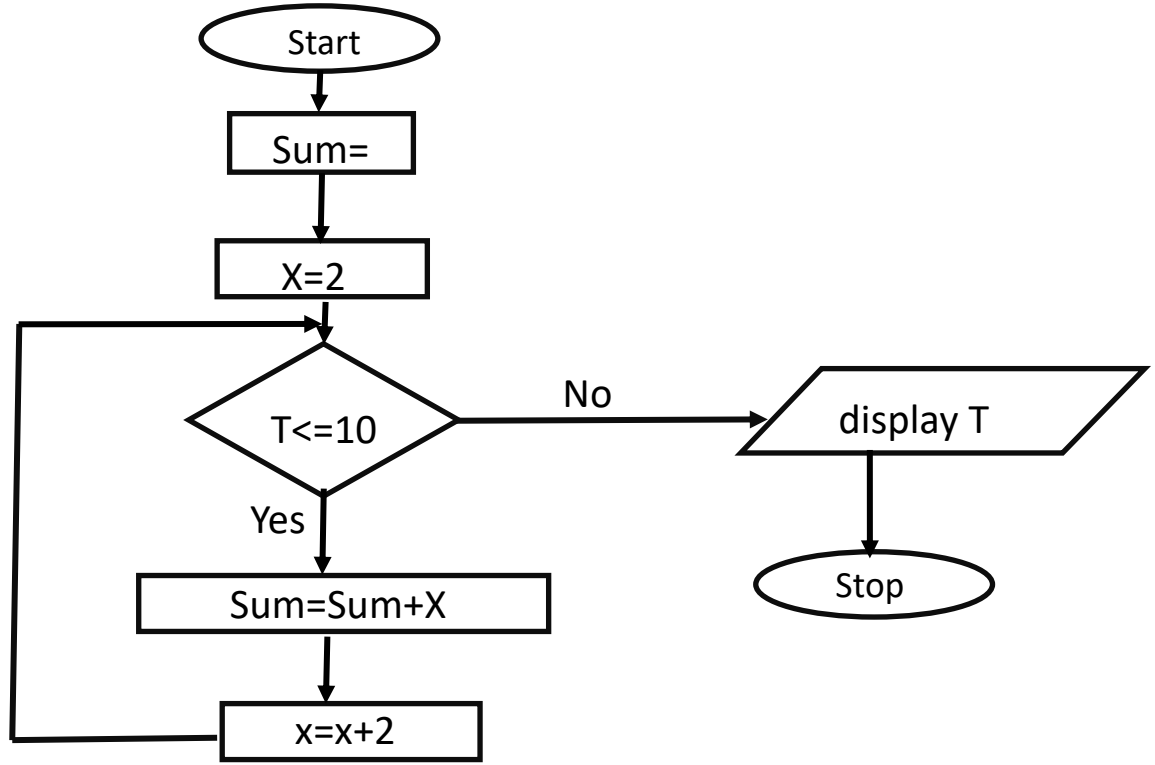 Start
Sum=
X=2
T<=10
No
display T
Yes
Stop
Sum=Sum+X
x=x+2